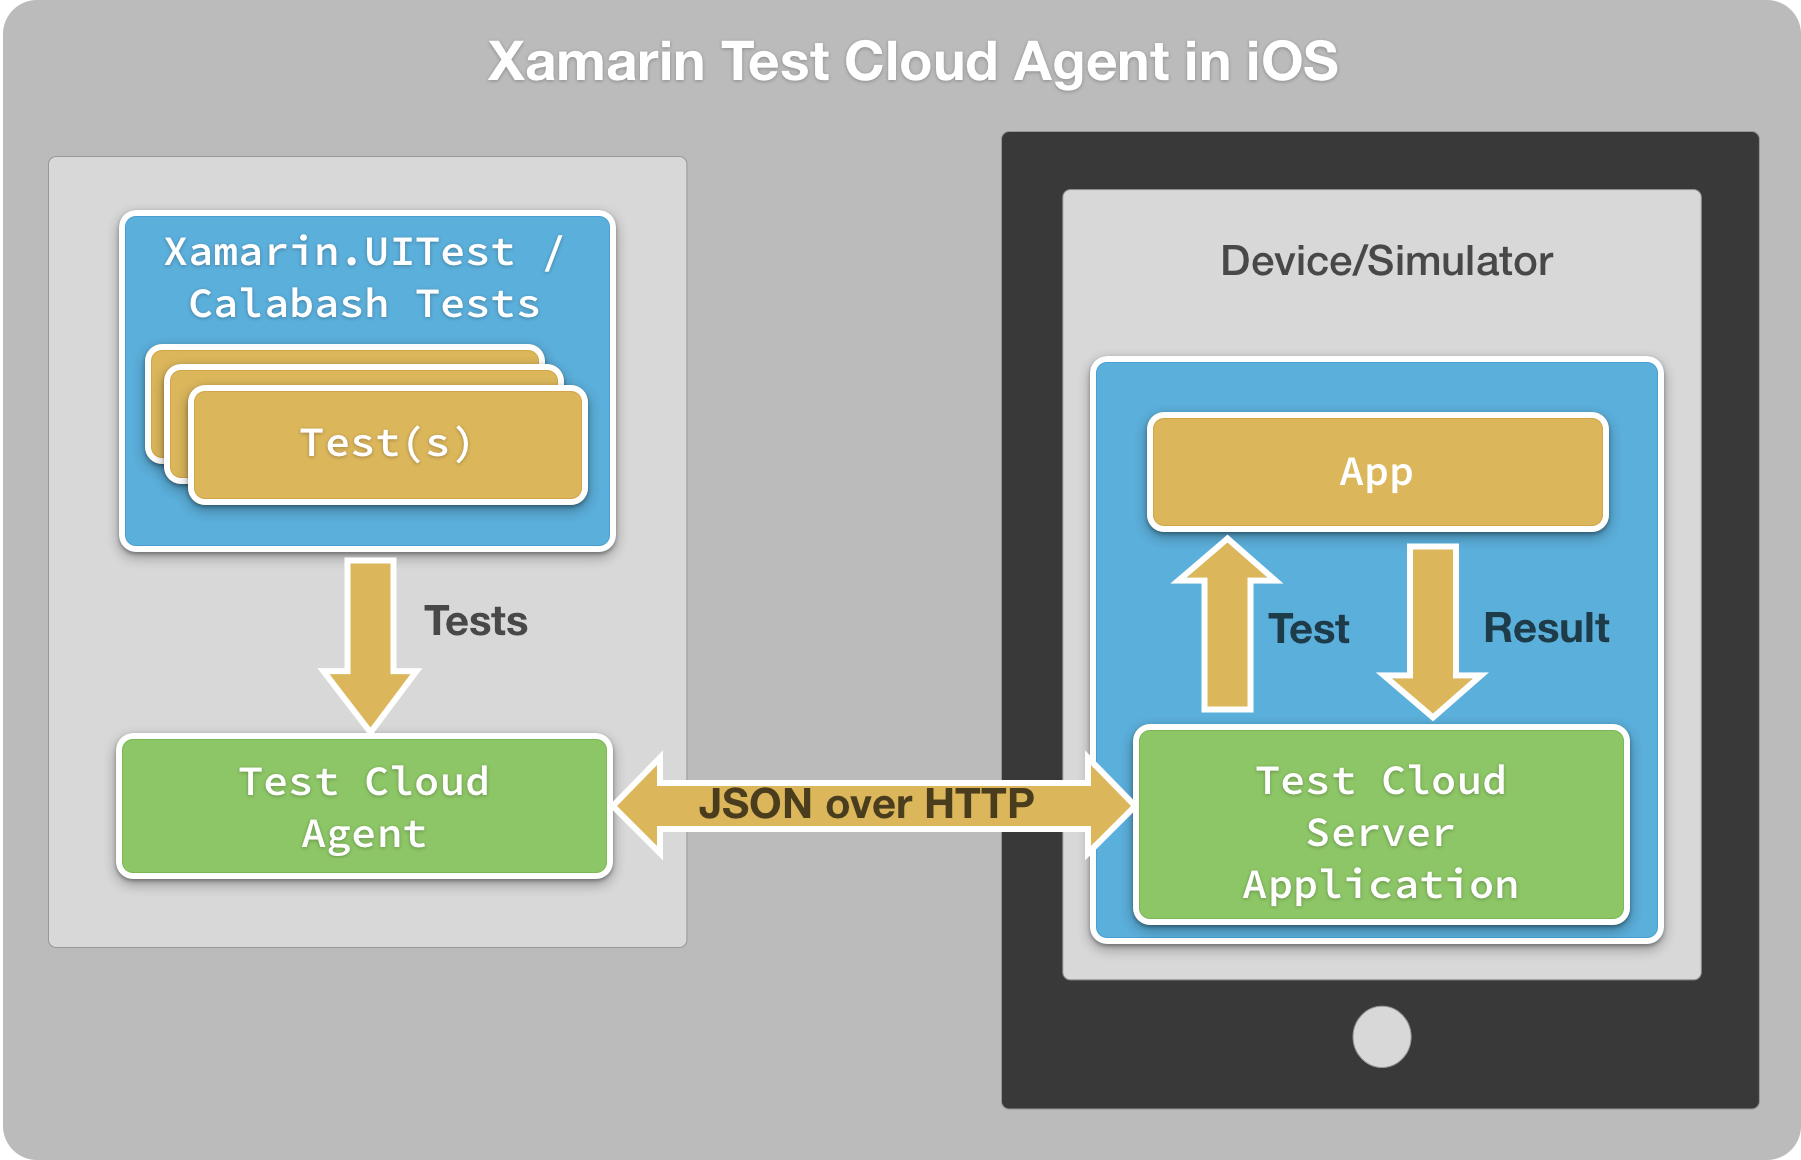 Xamarin Test Cloud Agent in iOS
Xamarin.UITest /
Calabash Tests
Test(s)
Tests
Test Cloud
Agent
JSON over HTTP
Device/Simulator
App
Test
Result
Test Cloud
Server
Application